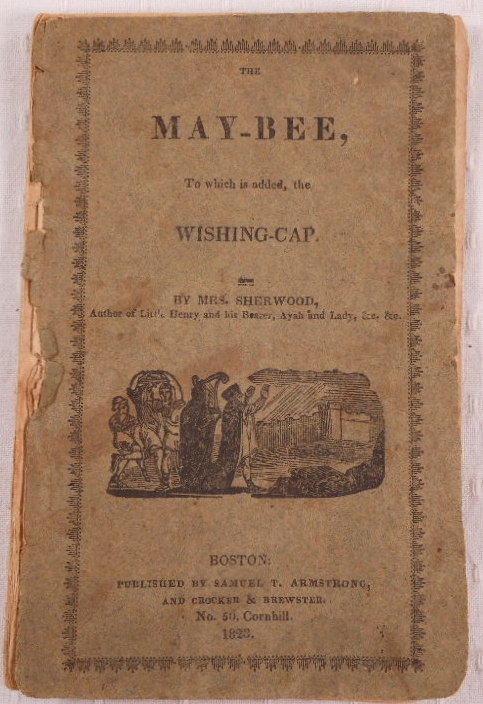 THE
MAY-BEE,
To which is added, the
WISHING-CAP.
BY MRS. SHERWOOD,
Author of Little Henry and his Bearer, Ayah and Lady, &c. &c.
BOSTON:
PUBLISHED BY SAMUEL T. ARMSTRONG,
AND CROCKER & BREWSTER.
No. 50, Cornhill.
1823.